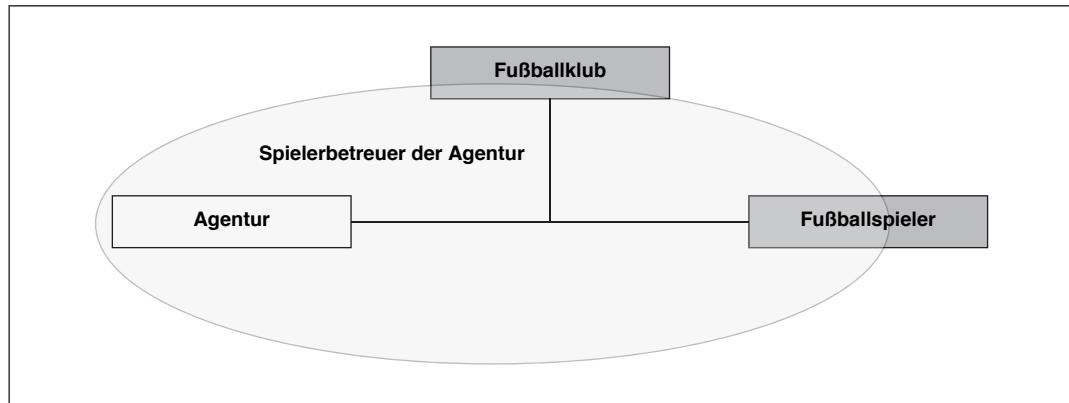 Fußballklub
Spielerbetreuer der Agentur
Agentur
Fußballspieler